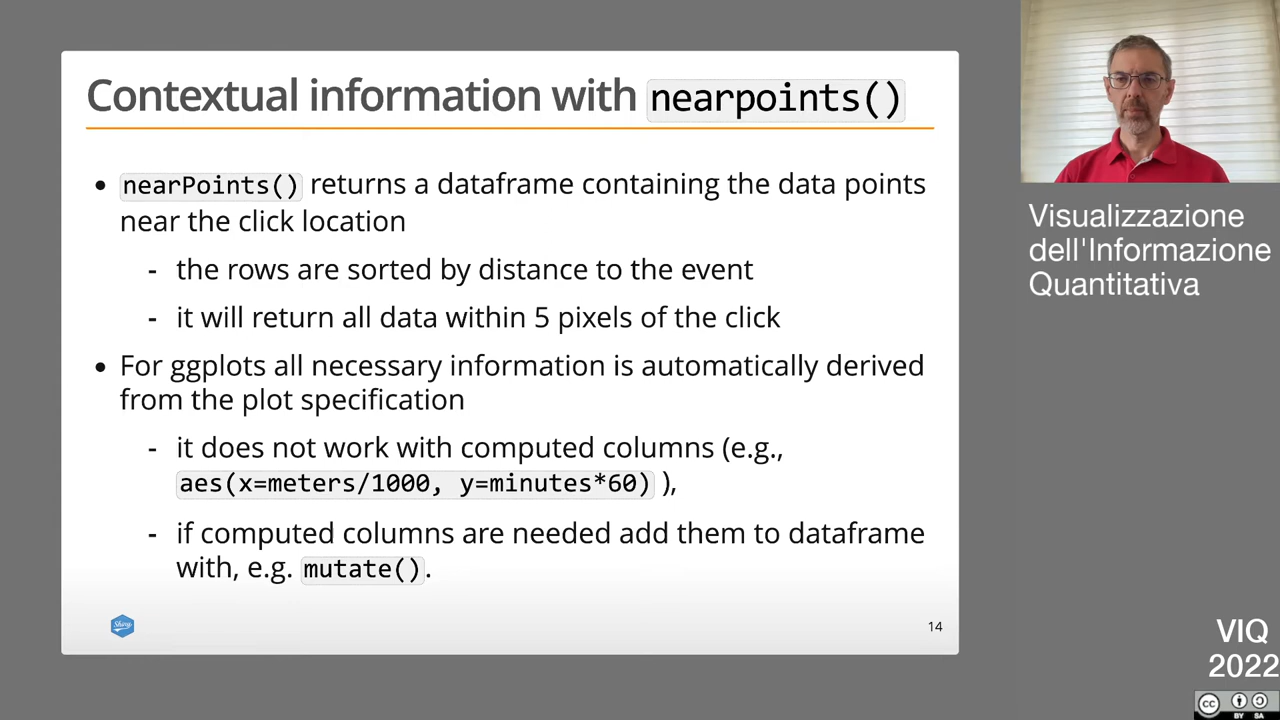 Contextual information with nearpoints()
• nearPoints() returns a dataframe containing the data points
near the click location
- the rows are sorted by distance to the event
- it will return all data within 5 pixels of the click
• For ggplots all necessary information is automatically derived
from the plot specification
- it does not work with computed columns (e.g.,
aes(x=meters/1000, y=minutes*60) ),
- if computed columns are needed add them to dataframe
with, e.g. mutate().
Shiny
14
Visualizzazione
dell'Informazione
Quantitativa
VIQ
2022
cc
BY SA